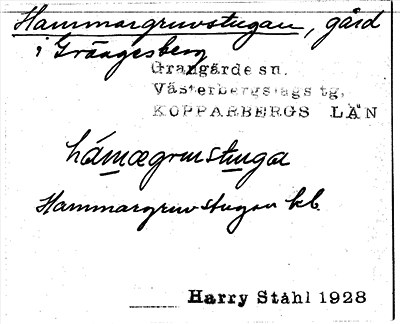 Hammargruvstugan, gård
i Grängesberg
Grangärde sn.
Västerbergslags tg.
KOPPARBERGS LÄN
hámægrustuga
Hammargruvstugan kb.
Harry Ståhl 1928